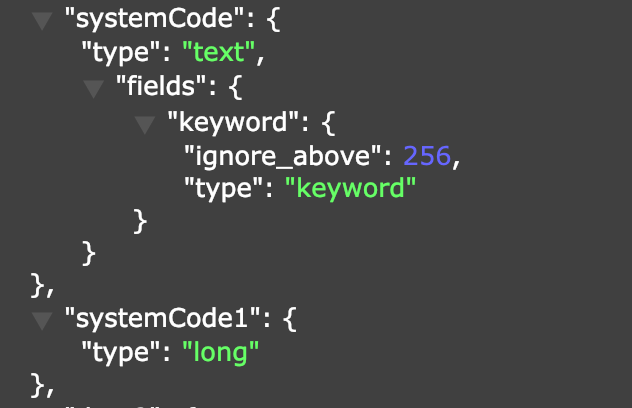 "systemCode": {
"type": "text",
"fields": {
"keyword": {
"ignore_above": 256,
"type": "keyword"
}
}
},
"systemCode1": {
"type": "long"
},